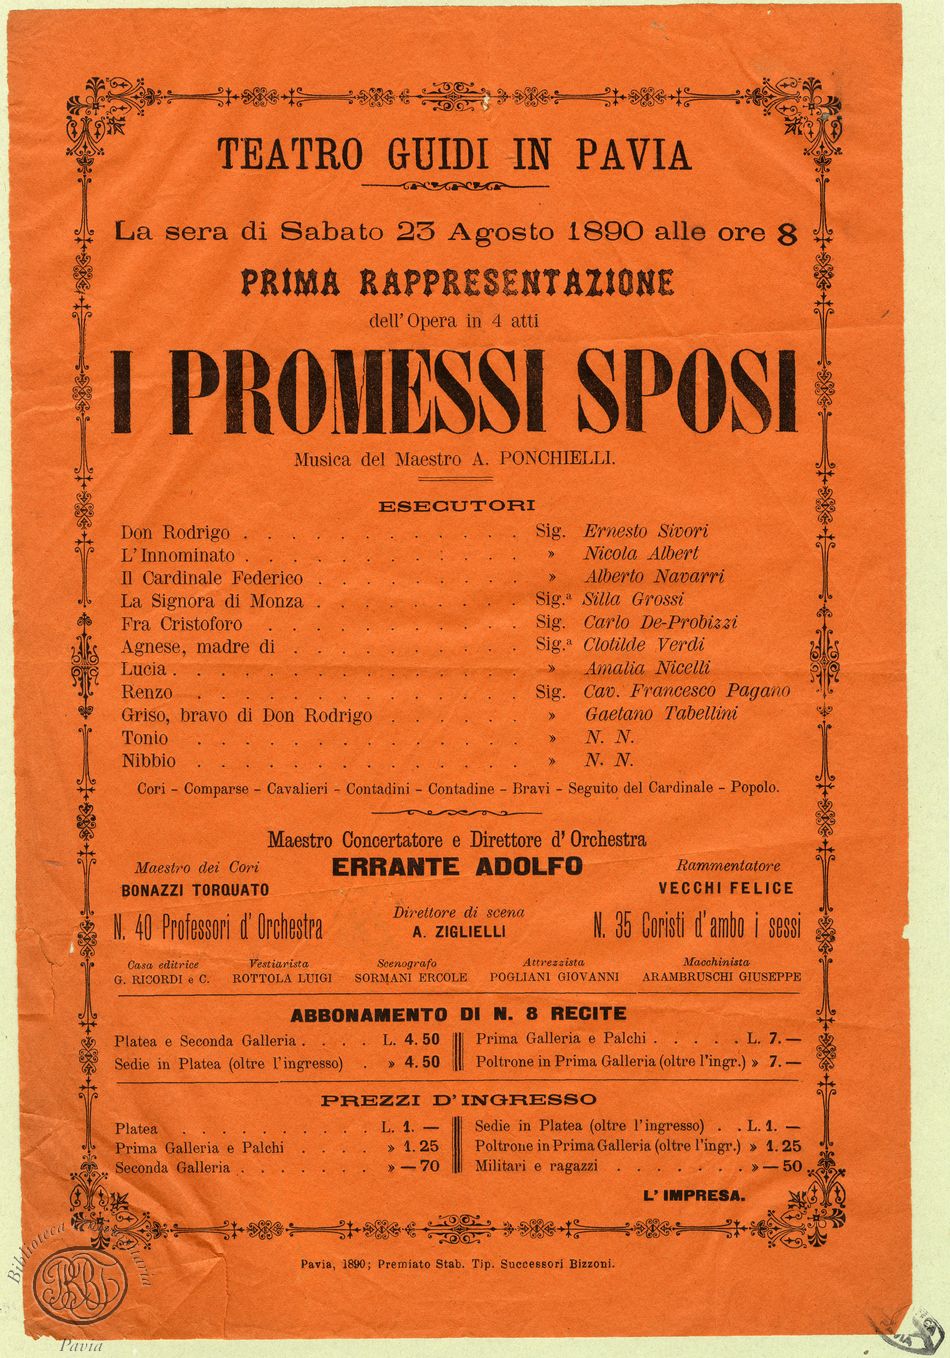 TEATRO GUIDI IN PAVIA
La sera di Sabato 23 Agosto 1890 alle ore 8
PRIMA RAPPRESENTAZIONE
dell' Opera in 4 atti
I PROMESSI SPOSI
Musica del Maestro A. PONCHIELLI.
ESECUTORI
Don Rodrigo . . . . . . . . . . . . . Sig. Ernesto Sivori
L' Innominato . . . . . . . . . . . . . » Nicola Albert
Il Cardinale Federico . . . . . . . . . » Alberto Navarri
La Signora di Monza . . . . . . . . . Sig.ª Silla Grossi
Fra Cristoforo . . . . . . . . . . . Sig. Carlo De-Probizzi
Agnese, madre di . . . . . . . . . . Sig.ª Clotilde Verdi
Lucia . . . . . . . . . . . . . . . . » Amalia Nicelli
Renzo . . . . . . . . . . . . . . . Sig. Cav. Francesco Pagano
Griso, bravo di Don Rodrigo . . . . . . » Gaetano Tabellini
Tonio . . . . . . . . . . . . . . . » N. N.
Nibbio . . . . . . . . . . . . . . . » N. N.
Cori - Comparse - Cavalieri - Contadini - Contadine - Bravi - Seguito del Cardinale - Popolo.
Maestro Concertatore e Direttore d' Orchestra
ERRANTE ADOLFO
Maestro dei Cori
BONAZZI TORQUATO
Rammentatore
VECCHI FELICE
N. 40 Professori d' Orchestra
Direttore di scena
A. ZIGLIELLI
N. 35 Coristi d' ambo i sessi
Casa editrice
G. RICORDI e C.
Vestiarista
ROTTOLA LUIGI
Scenografo
SORMANI ERCOLE
Attrezzista
POGLIANI GIOVANNI
Macchinista
ARAMBRUSCHI GIUSEPPE
ABBONAMENTO DI N. 8 RECITE
Platea e Seconda Galleria . . . . L. 4. 50
Sedie in Platea (oltre l'ingresso) . » 4. 50
Prima Galleria e Palchi . . . . . L. 7. —
Poltrone in Prima Galleria (oltre l'ingr.) » 7. —
PREZZI D' INGRESSO
Platea . . . . . . . . . . L. 1. —
Prima Galleria e Palchi . . . . » 1. 25
Seconda Galleria . . . . . . . » — 70
Sedie in Platea (oltre l'ingresso) . . L. 1. —
Poltrone in Prima Galleria (oltre l'ingr.) » 1. 25
Militari e ragazzi . . . . . . . » — 50
L' IMPRESA.
Pavia, 1890; Premiato Stab. Tip. Successori Bizzoni.
Biblioteca
Pavia